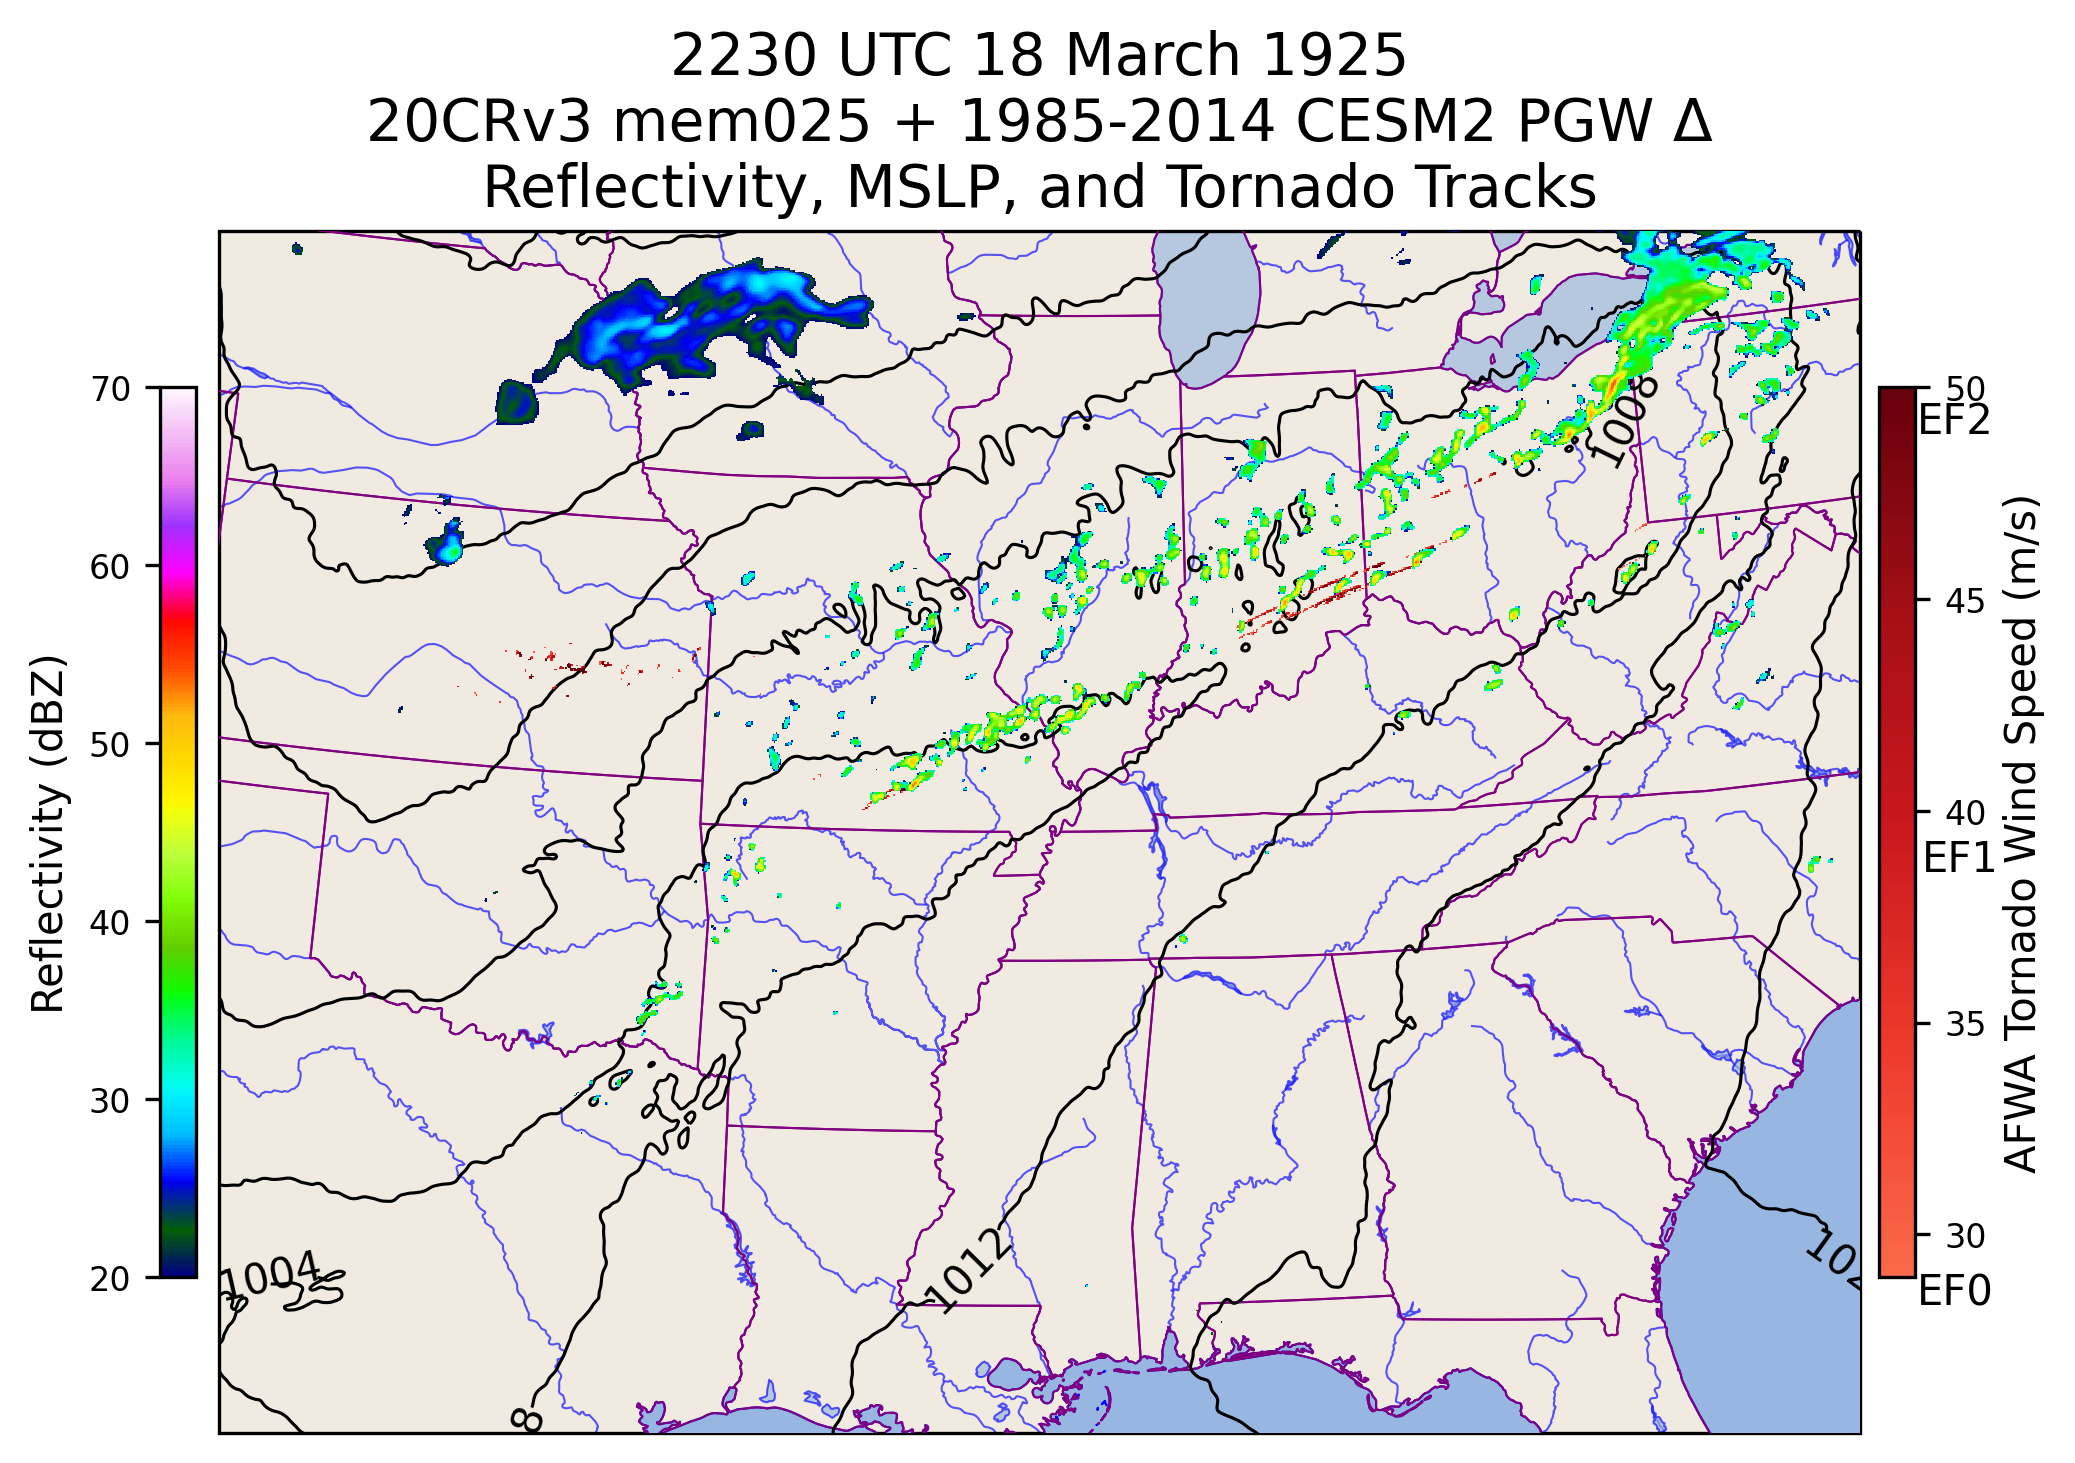 2230 UTC 18 March 1925
20CRv3 mem025 + 1985-2014 CESM2 PGW Δ
Reflectivity, MSLP, and Tornado Tracks
70
60
50
40
30
20
Reflectivity (dBZ)
1008
1004
1012
8
102
50
EF2
45
40
EF1
35
30
EF0
AFWA Tornado Wind Speed (m/s)